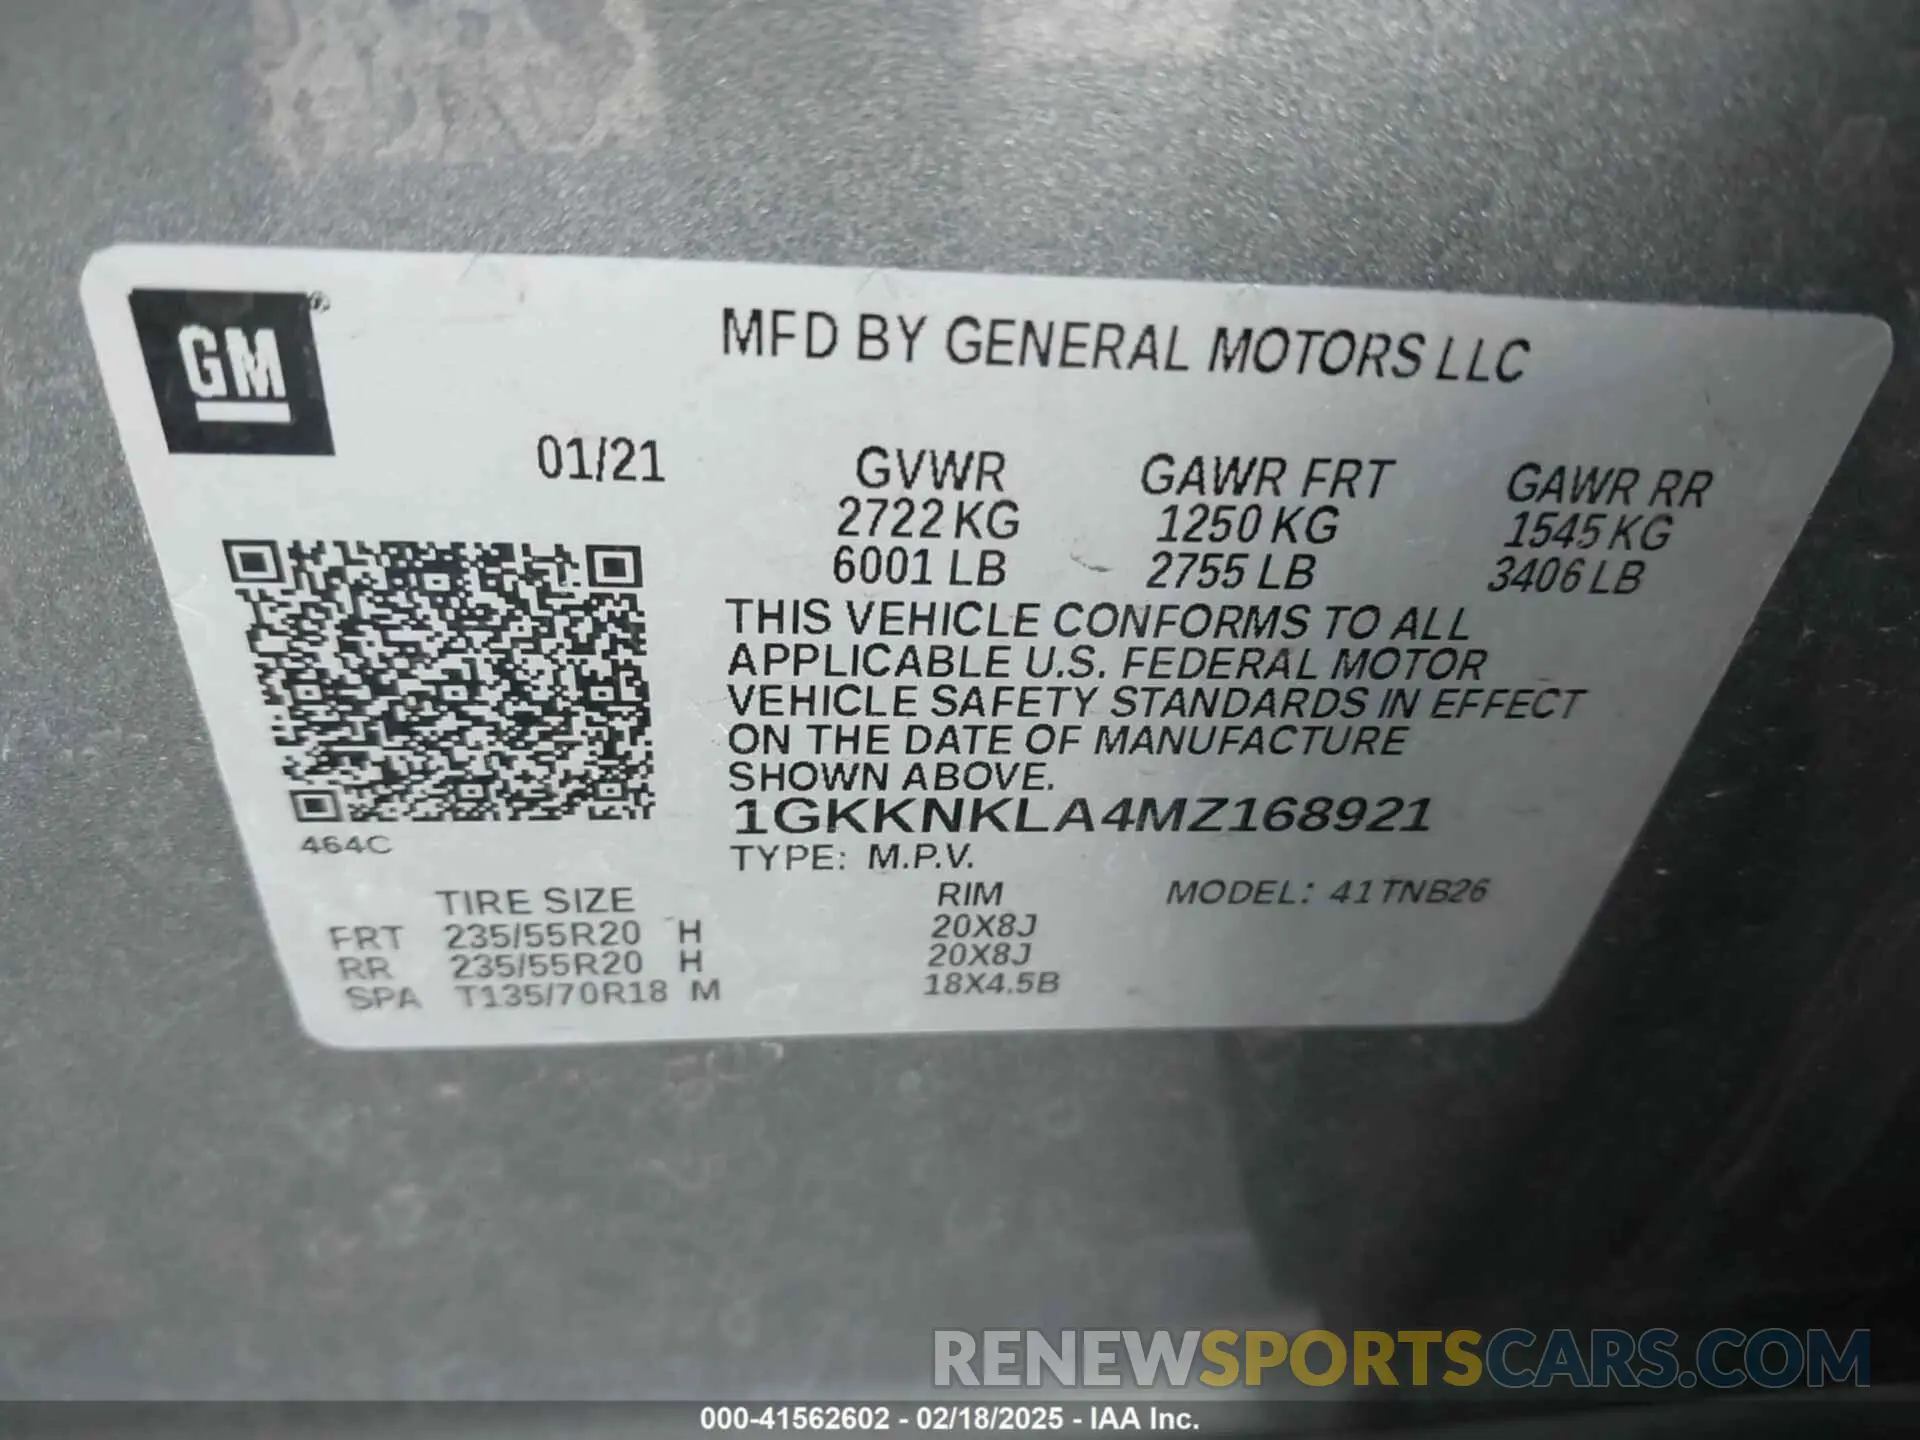 GM ®
MFD BY GENERAL MOTORS LLC
01/21
GVWR GAWR FRT GAWR RR
2722 KG 1250 KG 1545 KG
6001 LB 2755 LB 3406 LB
THIS VEHICLE CONFORMS TO ALL
APPLICABLE U.S. FEDERAL MOTOR
VEHICLE SAFETY STANDARDS IN EFFECT
ON THE DATE OF MANUFACTURE
SHOWN ABOVE.
1GKKNKLA4MZ168921
464C
TYPE: M.P.V.
TIRE SIZE RIM MODEL: 41TNB26
FRT 235/55R20 H 20X8J
RR 235/55R20 H 20X8J
SPA T135/70R18 M 18X4.5B
RENEWSPORTSCARS.COM
000-41562602 - 02/18/2025 - IAA Inc.